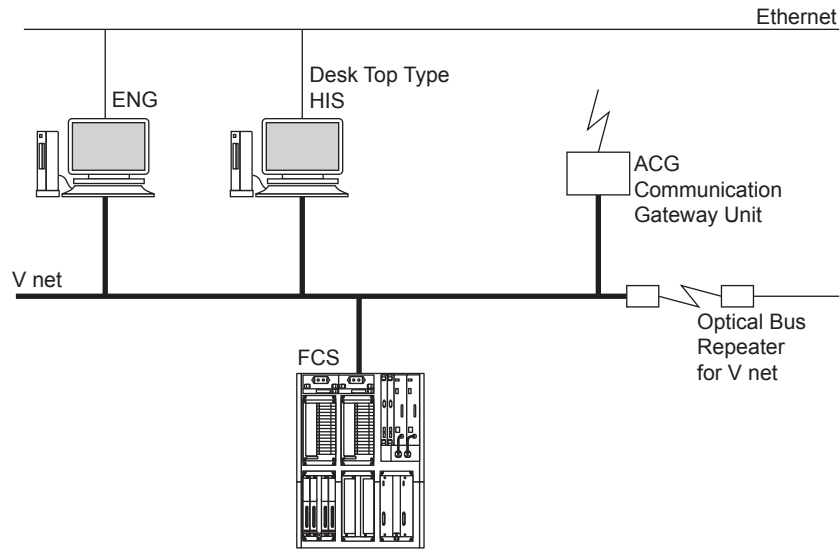 Ethernet
Desk Top Type
HIS
ENG
ACG
Communication
Gateway Unit
V net
Optical Bus
Repeater
for V net
FCS